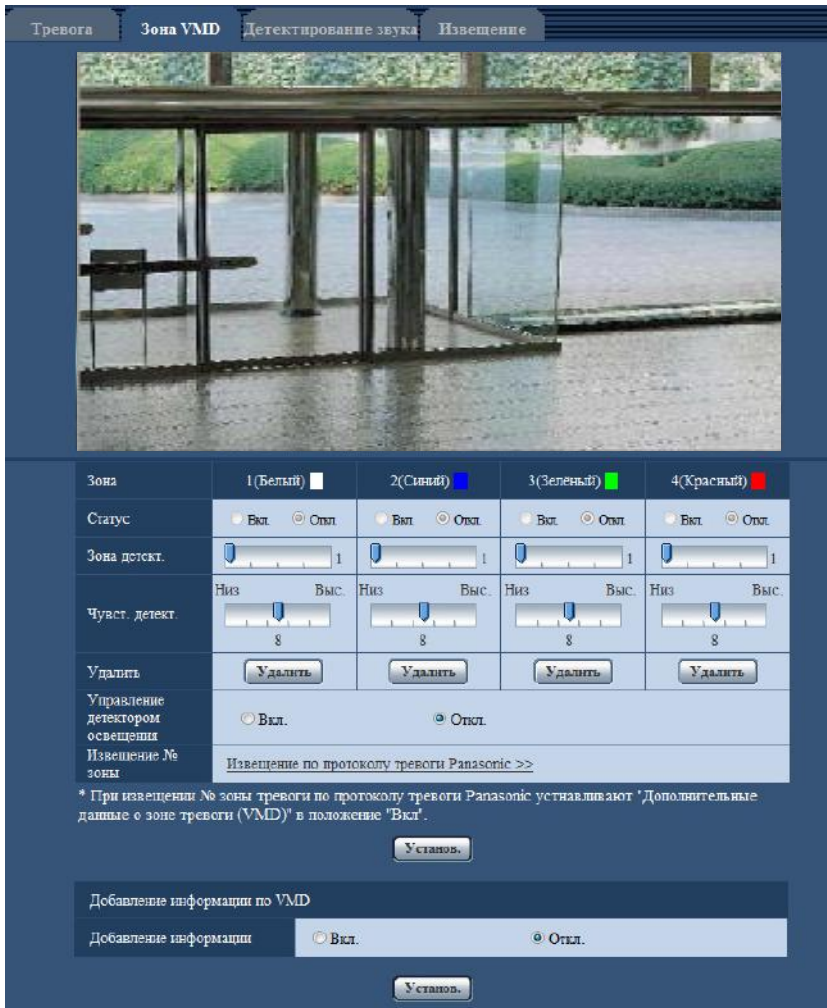 Тревога Зона VMD Детектирование звука Извещение
Зона 1(Белый) 2(Синий) 3(Зеленый) 4(Красный)
Статус Вкл. Откл. Вкл. Откл. Вкл. Откл. Вкл. Откл.
Зона детект. 1 1 1 1
Низ Выс. Низ Выс. Низ Выс. Низ Выс.
Чувст. детект.
8 8 8 8
Удалить Удалить Удалить Удалить Удалить
Управление
детектором
освещения
Вкл. Откл.
Извещение №
зоны
Извещение по протоколу тревоги Panasonic >>
* При извещении № зоны тревоги по протоколу тревоги Panasonic устнавливают "Дополнительные
данные о зоне тревоги (VMD)" в положение "Вкл".
Установ.
Добавление информации по VMD
Добавление информации Вкл. Откл.
Установ.